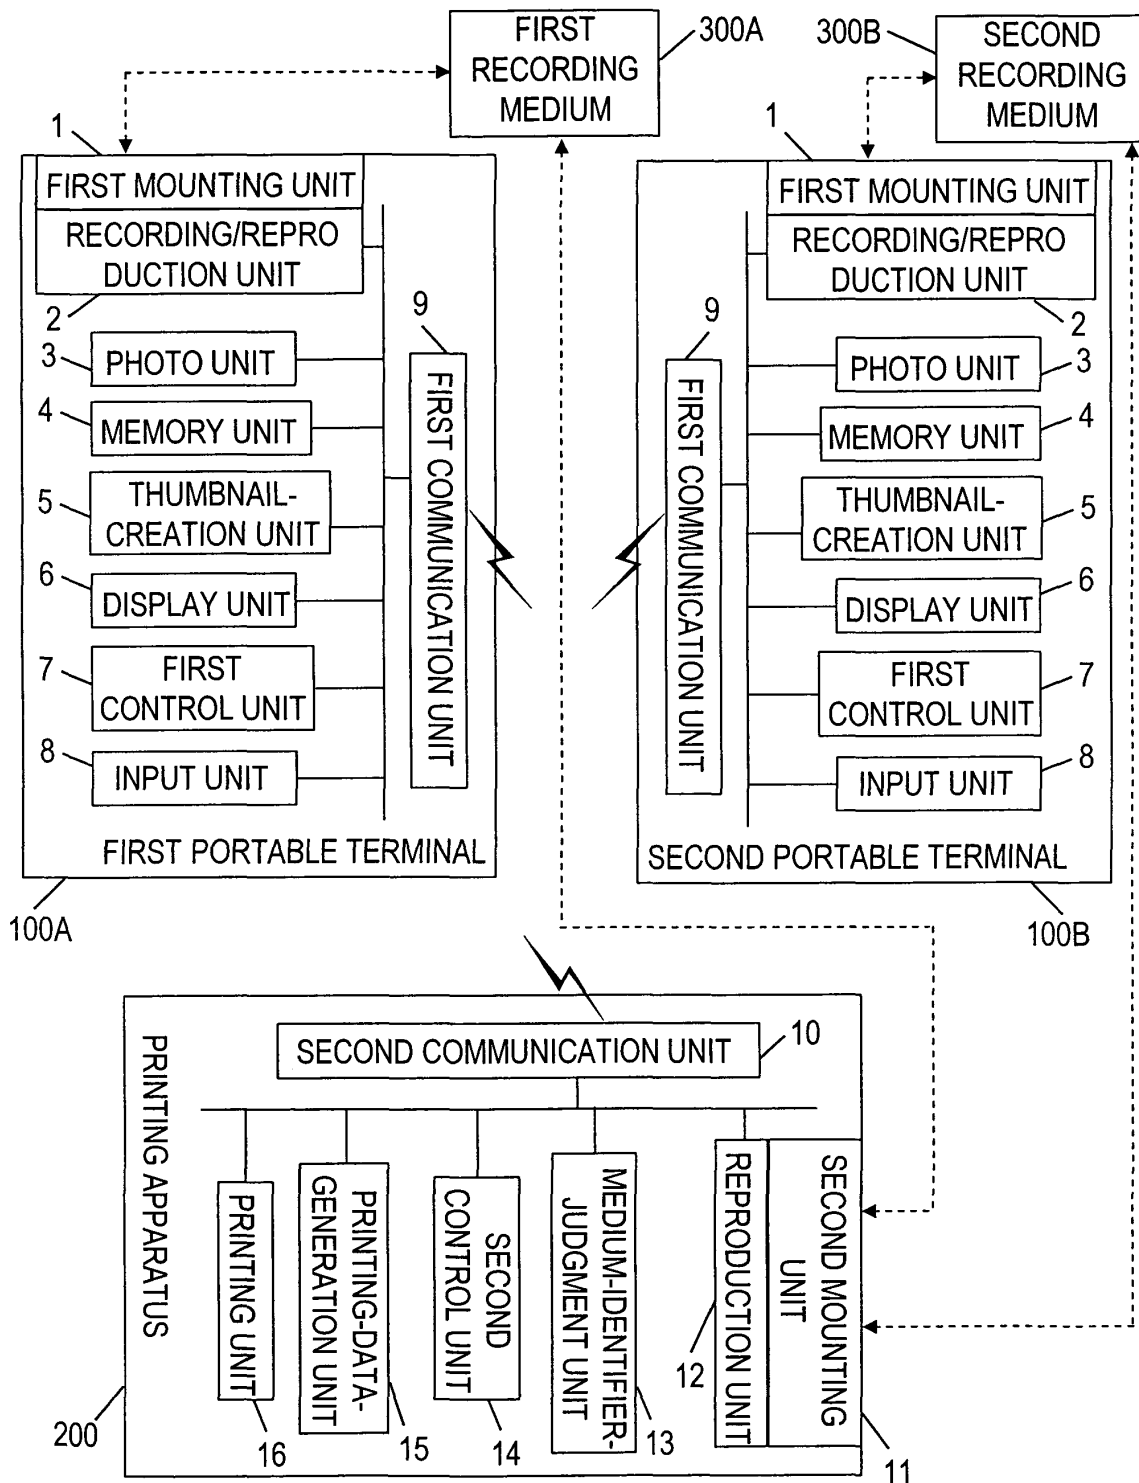 FIRST
RECORDING
MEDIUM
300A
300B
SECOND
RECORDING
MEDIUM
1
FIRST MOUNTING UNIT
RECORDING/REPRO
DUCTION UNIT
2
3
PHOTO UNIT
4
MEMORY UNIT
5
THUMBNAIL-
CREATION UNIT
6
DISPLAY UNIT
7
FIRST
CONTROL UNIT
8
INPUT UNIT
9
FIRST COMMUNICATION UNIT
FIRST PORTABLE TERMINAL
100A
1
FIRST MOUNTING UNIT
RECORDING/REPRO
DUCTION UNIT
2
9
FIRST COMMUNICATION UNIT
PHOTO UNIT
3
MEMORY UNIT
4
THUMBNAIL-
CREATION UNIT
5
DISPLAY UNIT
6
FIRST
CONTROL UNIT
7
INPUT UNIT
8
SECOND PORTABLE TERMINAL
100B
PRINTING APPARATUS
200
SECOND COMMUNICATION UNIT
10
PRINTING UNIT
16
PRINTING-DATA-
GENERATION UNIT
15
SECOND
CONTROL UNIT
14
MEDIUM-IDENTIFIER-
JUDGMENT UNIT
13
REPRODUCTION UNIT
12
SECOND MOUNTING
UNIT
11